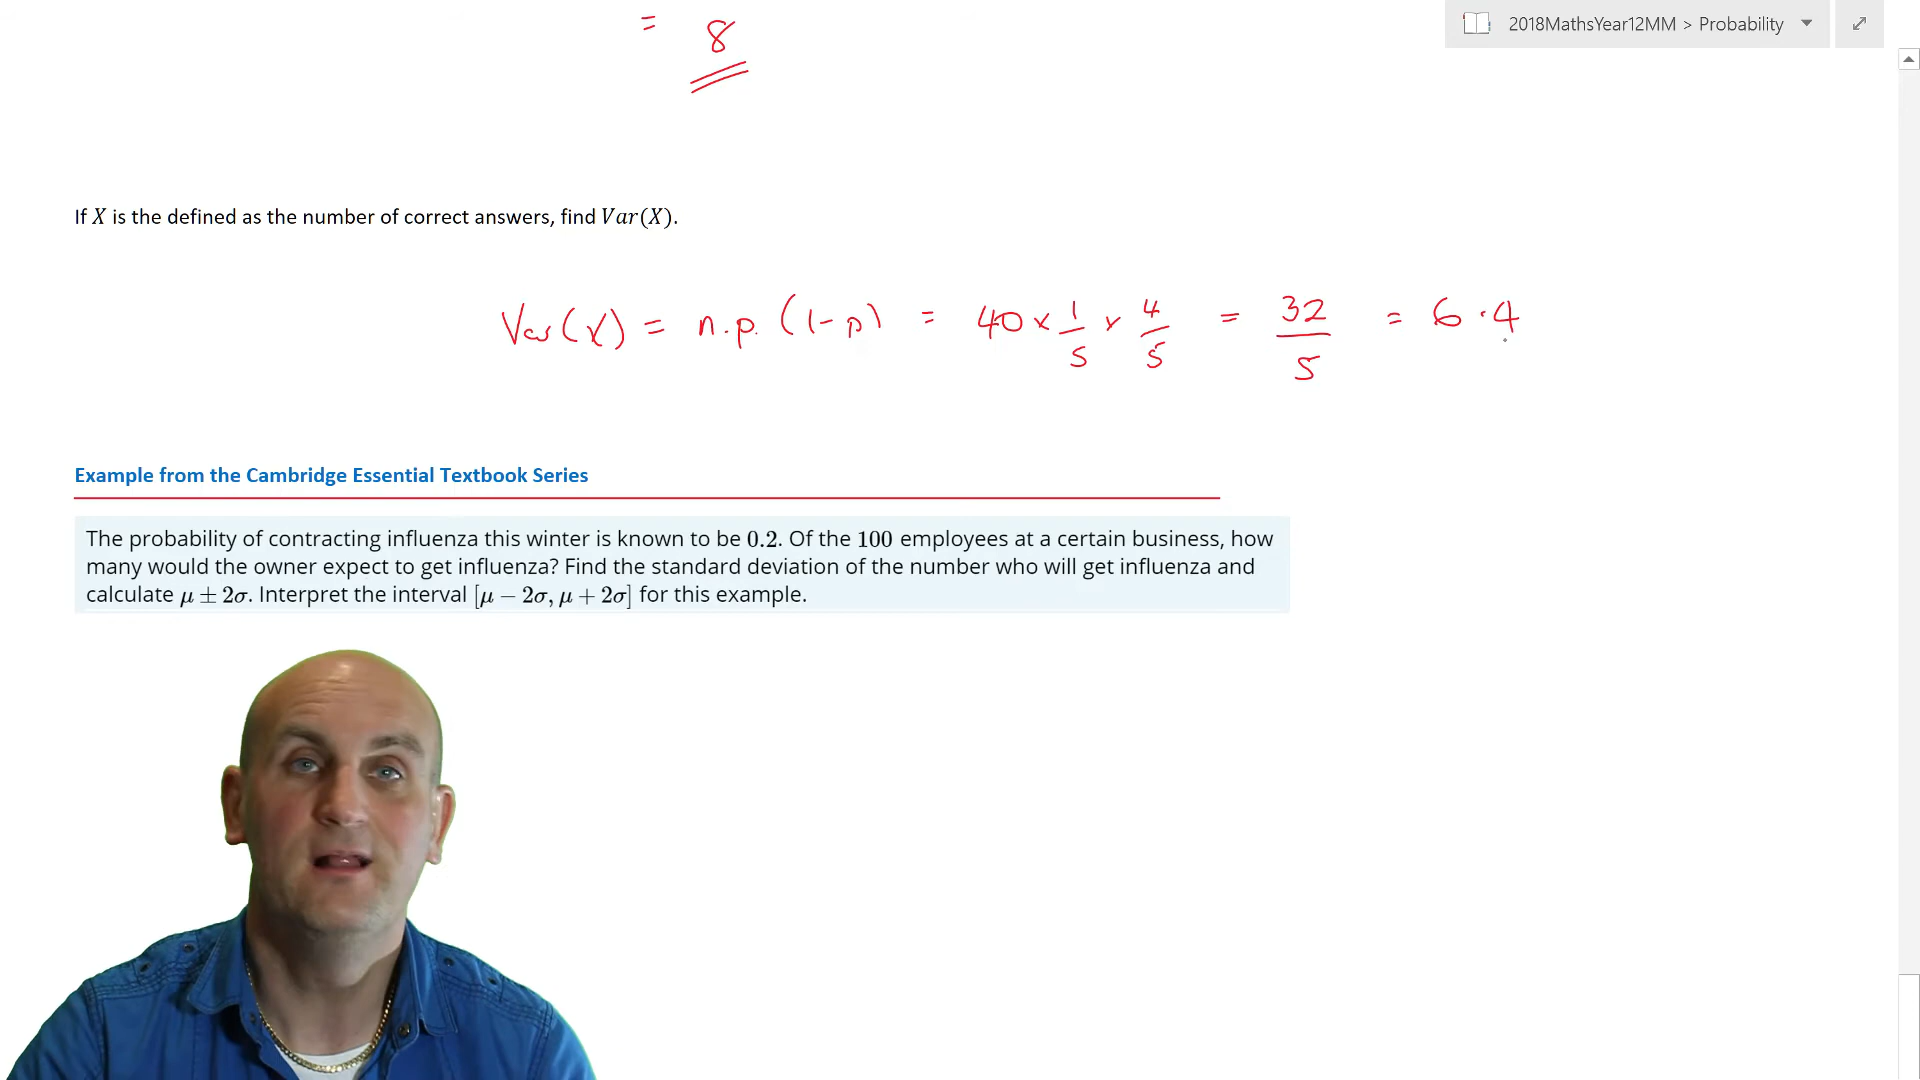 = 8
2018MathsYear12MM > Probability
If X is the defined as the number of correct answers, find Var(X).
Var(X) = n.p. (1-p) = 40 × 1/5 × 4/5 = 32/5 = 6·4
Example from the Cambridge Essential Textbook Series
The probability of contracting influenza this winter is known to be 0.2. Of the 100 employees at a certain business, how
many would the owner expect to get influenza? Find the standard deviation of the number who will get influenza and
calculate μ ± 2σ. Interpret the interval [μ − 2σ, μ + 2σ] for this example.